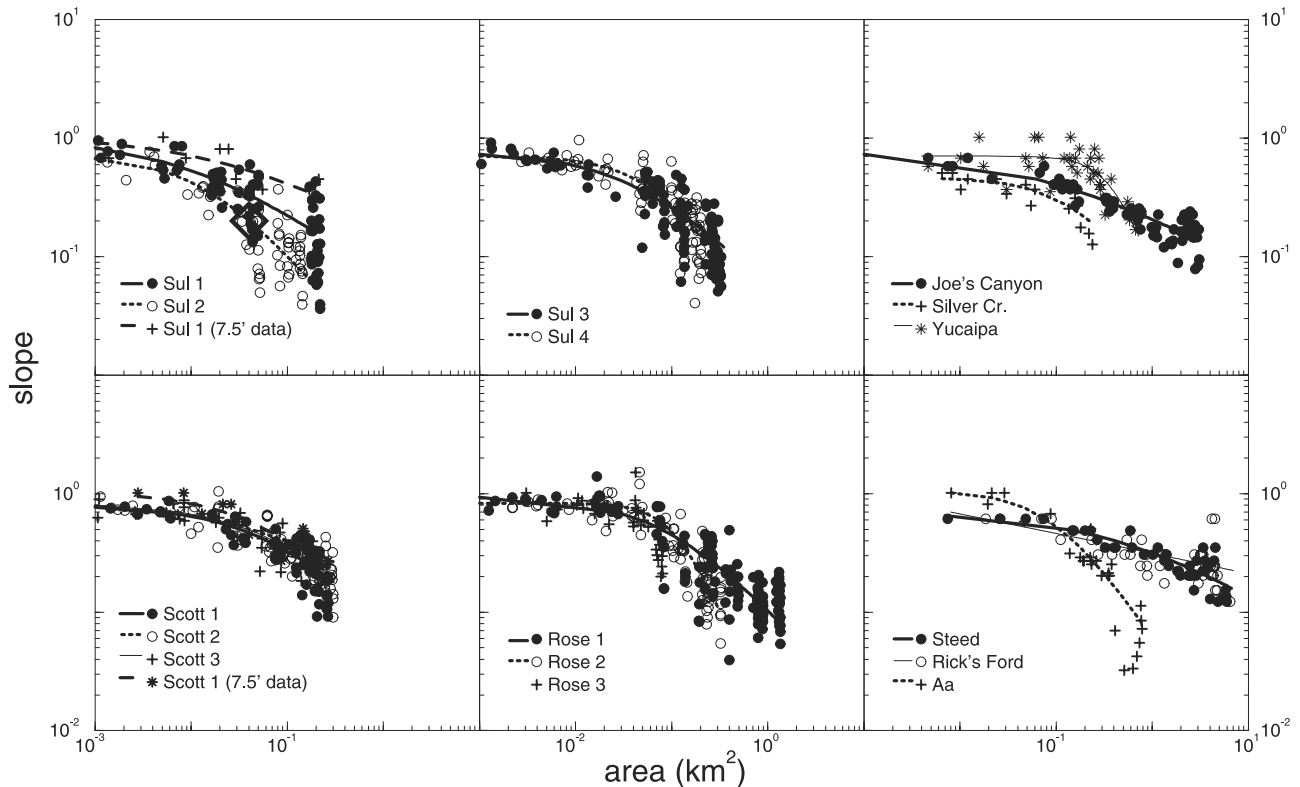 10^1
10^1
10^0
10^0
10^-1
10^-1
Sul 1
Sul 2
Sul 1 (7.5' data)
Sul 3
Sul 4
Joe's Canyon
Silver Cr.
Yucaipa
slope
10^0
10^0
10^-2
10^-2
Scott 1
Scott 2
Scott 3
Scott 1 (7.5' data)
Rose 1
Rose 2
Rose 3
Steed
Rick's Ford
Aa
10^-3
10^-1
10^-2
10^0
10^-1
10^1
area (km^2)